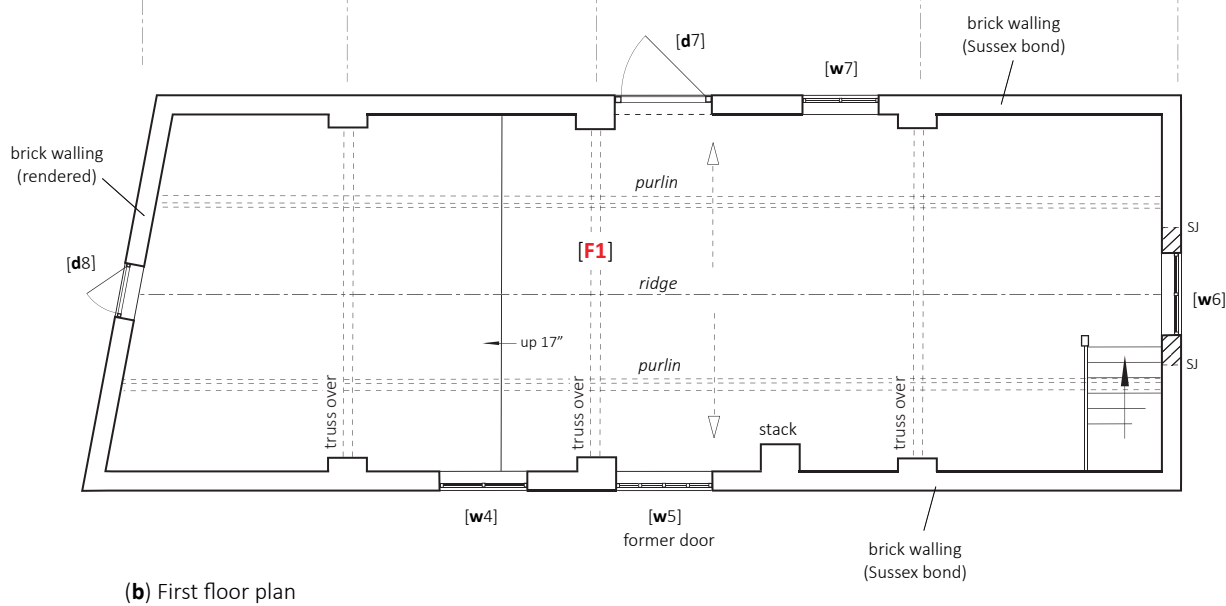 brick walling
(Sussex bond)
[d7]
[w7]
brick walling
(rendered)
purlin
SJ
[F1]
[d8]
ridge
[w6]
up 17”
purlin
SJ
truss over
truss over
truss over
stack
[w4]
[w5]
former door
brick walling
(Sussex bond)
(b) First floor plan